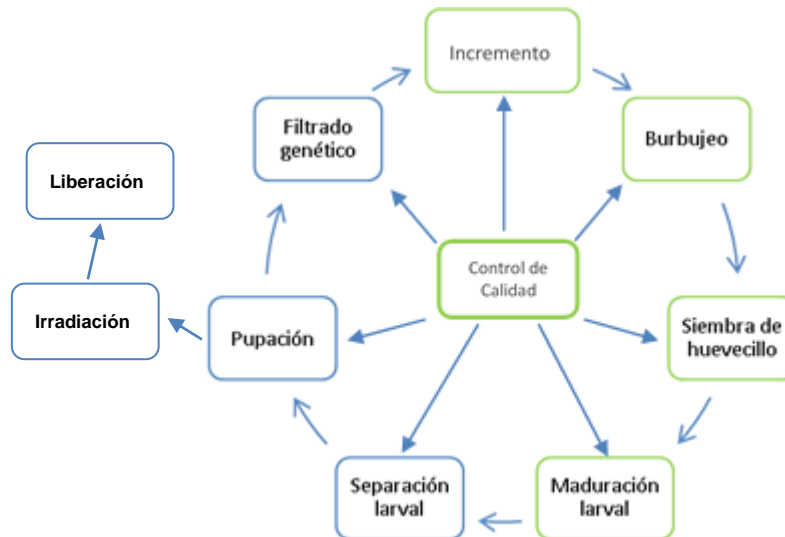 Incremento
Filtrado
genético
Burbujeo
Liberación
Control de
Calidad
Irradiación
Pupación
Siembra de
huevecillo
Separación
larval
Maduración
larval